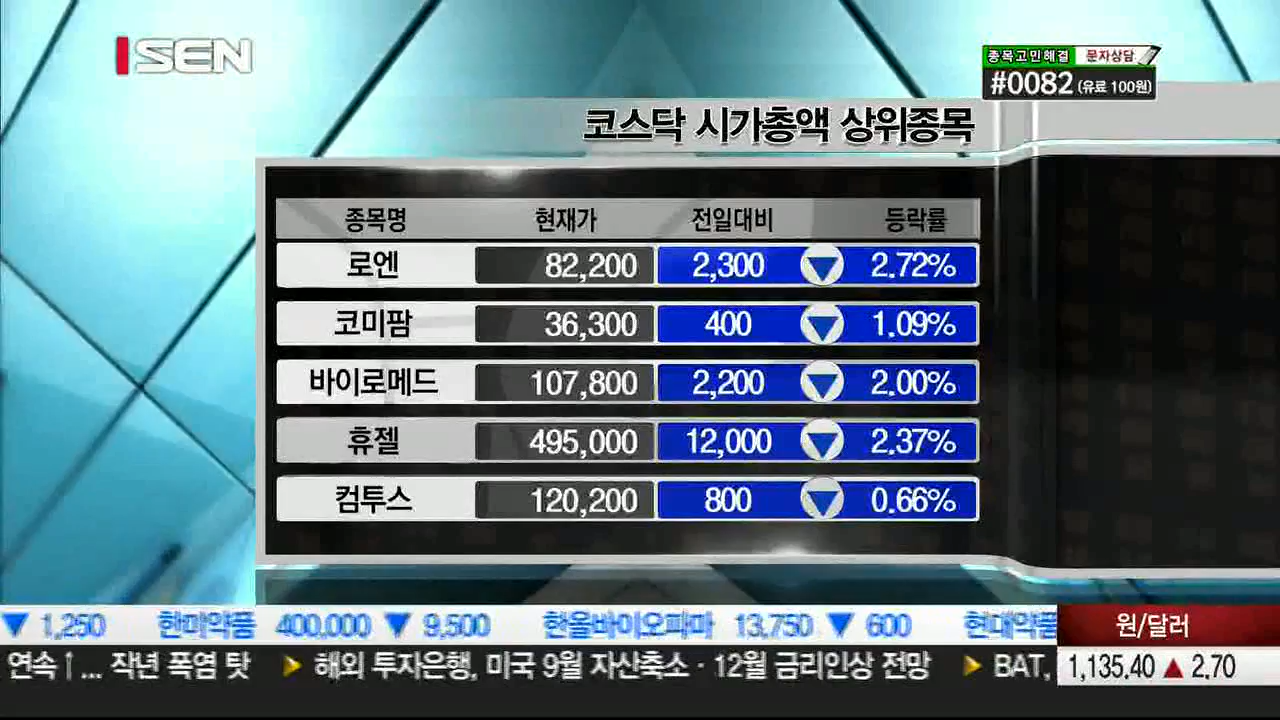 SEN
종목고민해결 문자상담
#0082 (유료 100원)
코스닥 시가총액 상위종목
종목명 현재가 전일대비 등락률
로엔 82,200 2,300 ▼ 2.72%
코미팜 36,300 400 ▼ 1.09%
바이로메드 107,800 2,200 ▼ 2.00%
휴젤 495,000 12,000 ▼ 2.37%
컴투스 120,200 800 ▼ 0.66%
▼ 1,250 한미약품 400,000 ▼ 9,500 한올바이오파마 13,750 ▼ 600 현대약품
원/달러
연속↑... 작년 폭염 탓 ▶ 해외 투자은행, 미국 9월 자산축소·12월 금리인상 전망 ▶ BAT,
1,135.40 ▲ 2.70